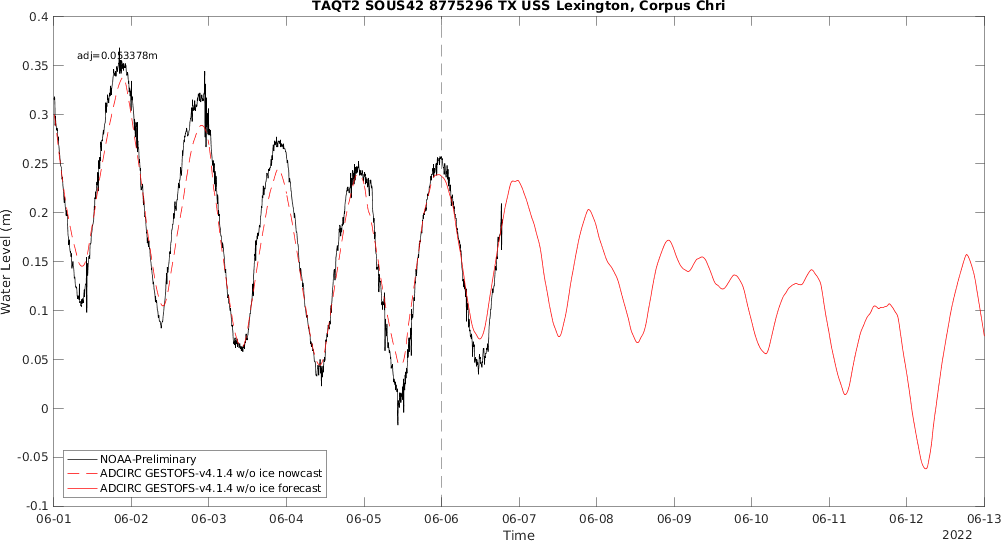 TAQT2 SOUS42 8775296 TX USS Lexington, Corpus Chri
0.4
0.35
0.3
0.25
0.2
0.15
0.1
0.05
0
-0.05
-0.1
Water Level (m)
adj=0.053378m
NOAA-Preliminary
ADCIRC GESTOFS-v4.1.4 w/o ice nowcast
ADCIRC GESTOFS-v4.1.4 w/o ice forecast
06-01 06-02 06-03 06-04 06-05 06-06 06-07 06-08 06-09 06-10 06-11 06-12 06-13
Time
2022